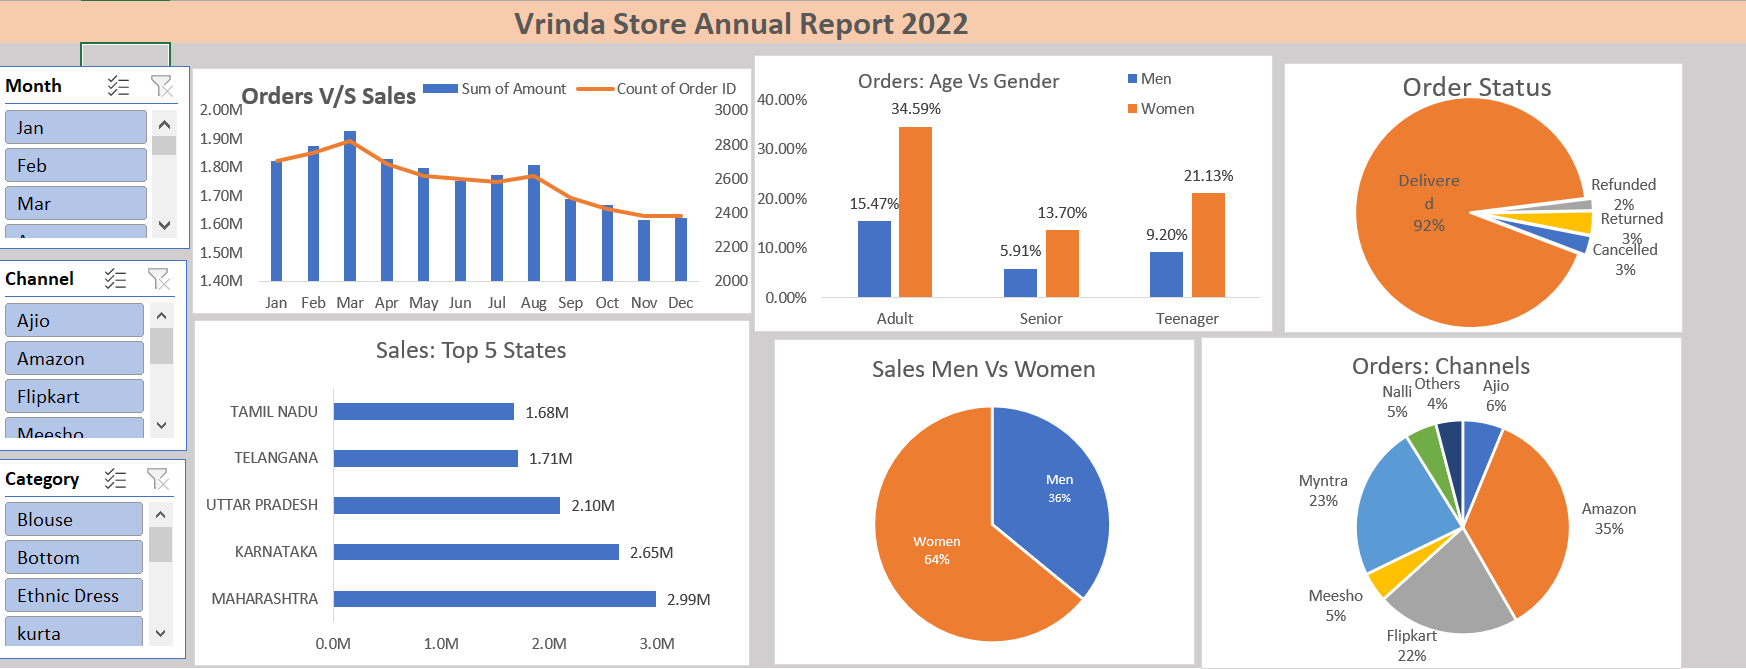 Vrinda Store Annual Report 2022
Month
Jan
Feb
Mar
Channel
Ajio
Amazon
Flipkart
Meesho
Category
Blouse
Bottom
Ethnic Dress
kurta
Orders V/S Sales
Sum of Amount
Count of Order ID
2.00M
1.90M
1.80M
1.70M
1.60M
1.50M
1.40M
3000
2800
2600
2400
2200
2000
Jan Feb Mar Apr May Jun Jul Aug Sep Oct Nov Dec
Orders: Age Vs Gender
Men
Women
40.00%
30.00%
20.00%
10.00%
0.00%
15.47%
34.59%
5.91%
13.70%
9.20%
21.13%
Adult Senior Teenager
Order Status
Delivere
d
92%
Refunded
2%
Returned
3%
Cancelled
3%
Sales: Top 5 States
TAMIL NADU 1.68M
TELANGANA 1.71M
UTTAR PRADESH 2.10M
KARNATAKA 2.65M
MAHARASHTRA 2.99M
0.0M 1.0M 2.0M 3.0M
Sales Men Vs Women
Men
36%
Women
64%
Orders: Channels
Nalli
5%
Others
4%
Ajio
6%
Myntra
23%
Amazon
35%
Meesho
5%
Flipkart
22%